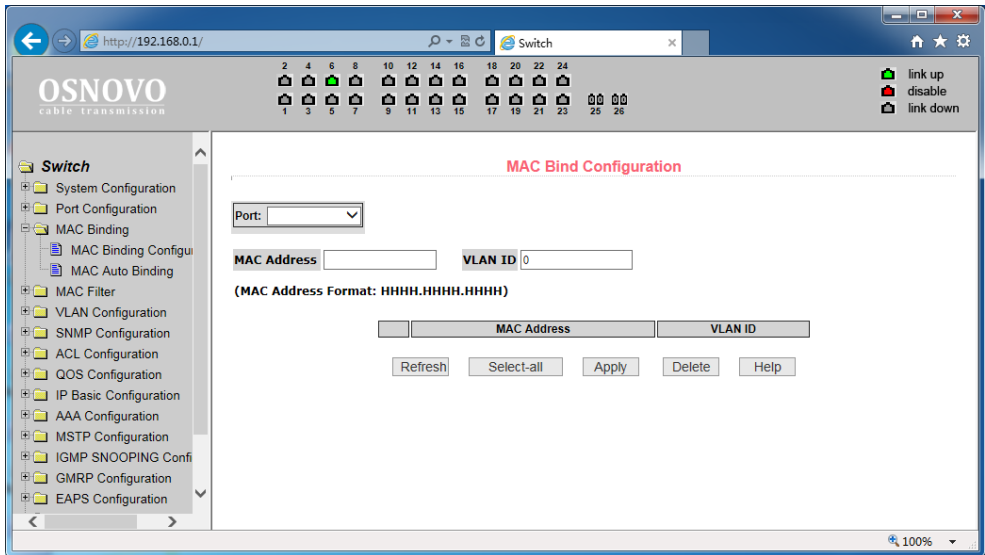 http://192.168.0.1/
Switch
OSNOVO
cable transmission
2 4 6 8 10 12 14 16 18 20 22 24
1 3 5 7 9 11 13 15 17 19 21 23 25 26
link up
disable
link down
Switch
System Configuration
Port Configuration
MAC Binding
MAC Binding Configu
MAC Auto Binding
MAC Filter
VLAN Configuration
SNMP Configuration
ACL Configuration
QOS Configuration
IP Basic Configuration
AAA Configuration
MSTP Configuration
IGMP SNOOPING Confi
GMRP Configuration
EAPS Configuration
MAC Bind Configuration
Port:
MAC Address VLAN ID 0
(MAC Address Format: HHHH.HHHH.HHHH)
MAC Address VLAN ID
Refresh Select-all Apply Delete Help
100%